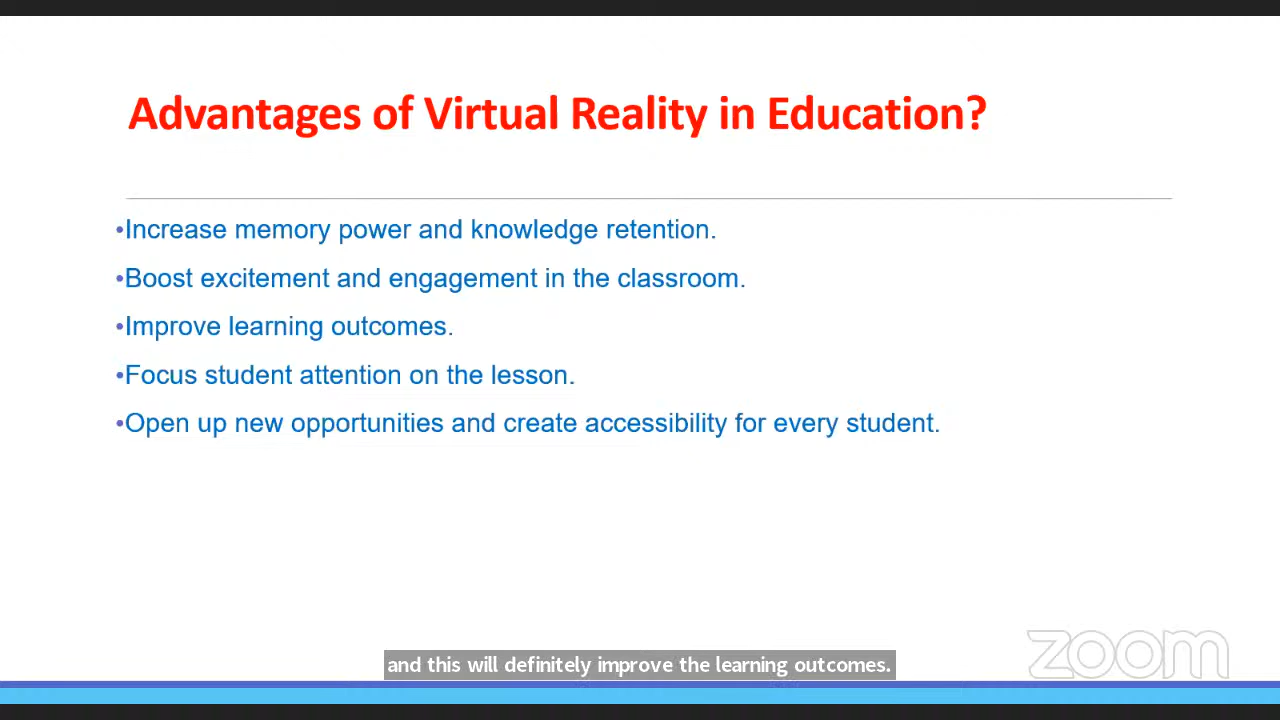 Advantages of Virtual Reality in Education?
•Increase memory power and knowledge retention.
•Boost excitement and engagement in the classroom.
•Improve learning outcomes.
•Focus student attention on the lesson.
•Open up new opportunities and create accessibility for every student.
zoom
and this will definitely improve the learning outcomes.